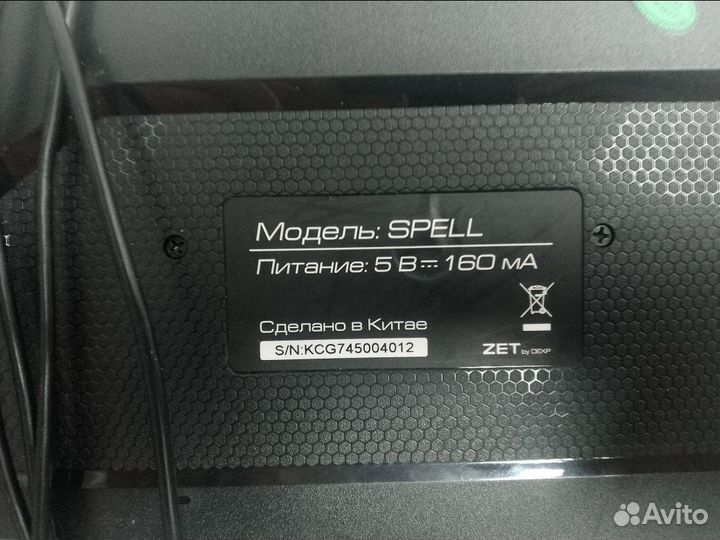 Модель: SPELL
Питание: 5 В⎓160 мА
Сделано в Китае
S/N:KCG745004012
ZET by DEXP
Avito